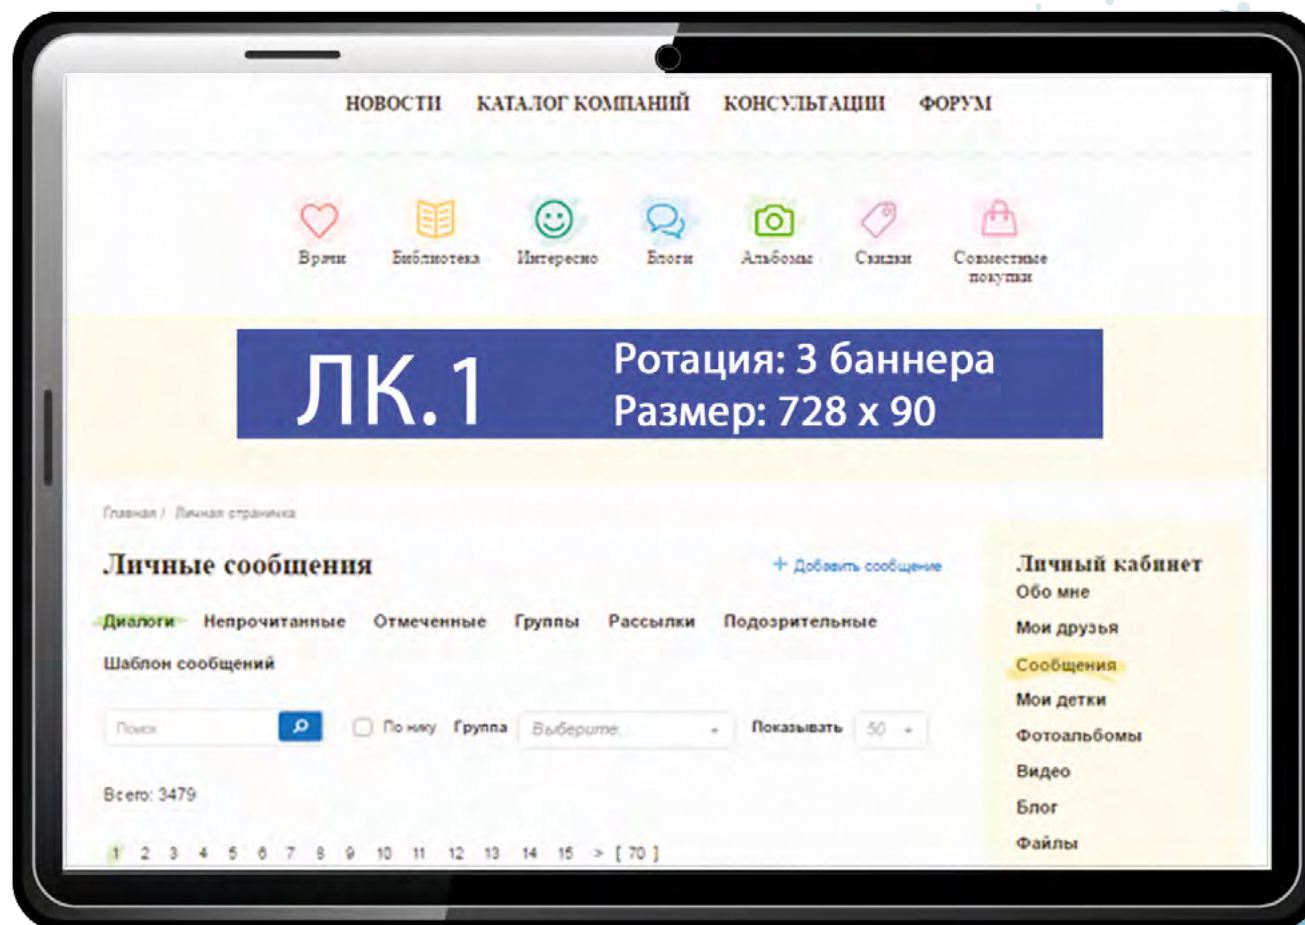 НОВОСТИ КАТАЛОГ КОМПАНИЙ КОНСУЛЬТАЦИИ ФОРУМ
Врачи Библиотека Интересно Блоги Альбомы Скидки Совместные покупки
ЛК.1
Ротация: 3 баннера
Размер: 728 x 90
Главная / Личная страничка
Личные сообщения
+ Добавить сообщение
Диалоги Непрочитанные Отмеченные Группы Рассылки Подозрительные
Шаблон сообщений
Поиск По нику Группа Выберите... Показывать 50
Всего: 3479
1 2 3 4 5 6 7 8 9 10 11 12 13 14 15 > [ 70 ]
Личный кабинет
Обо мне
Мои друзья
Сообщения
Мои детки
Фотоальбомы
Видео
Блог
Файлы